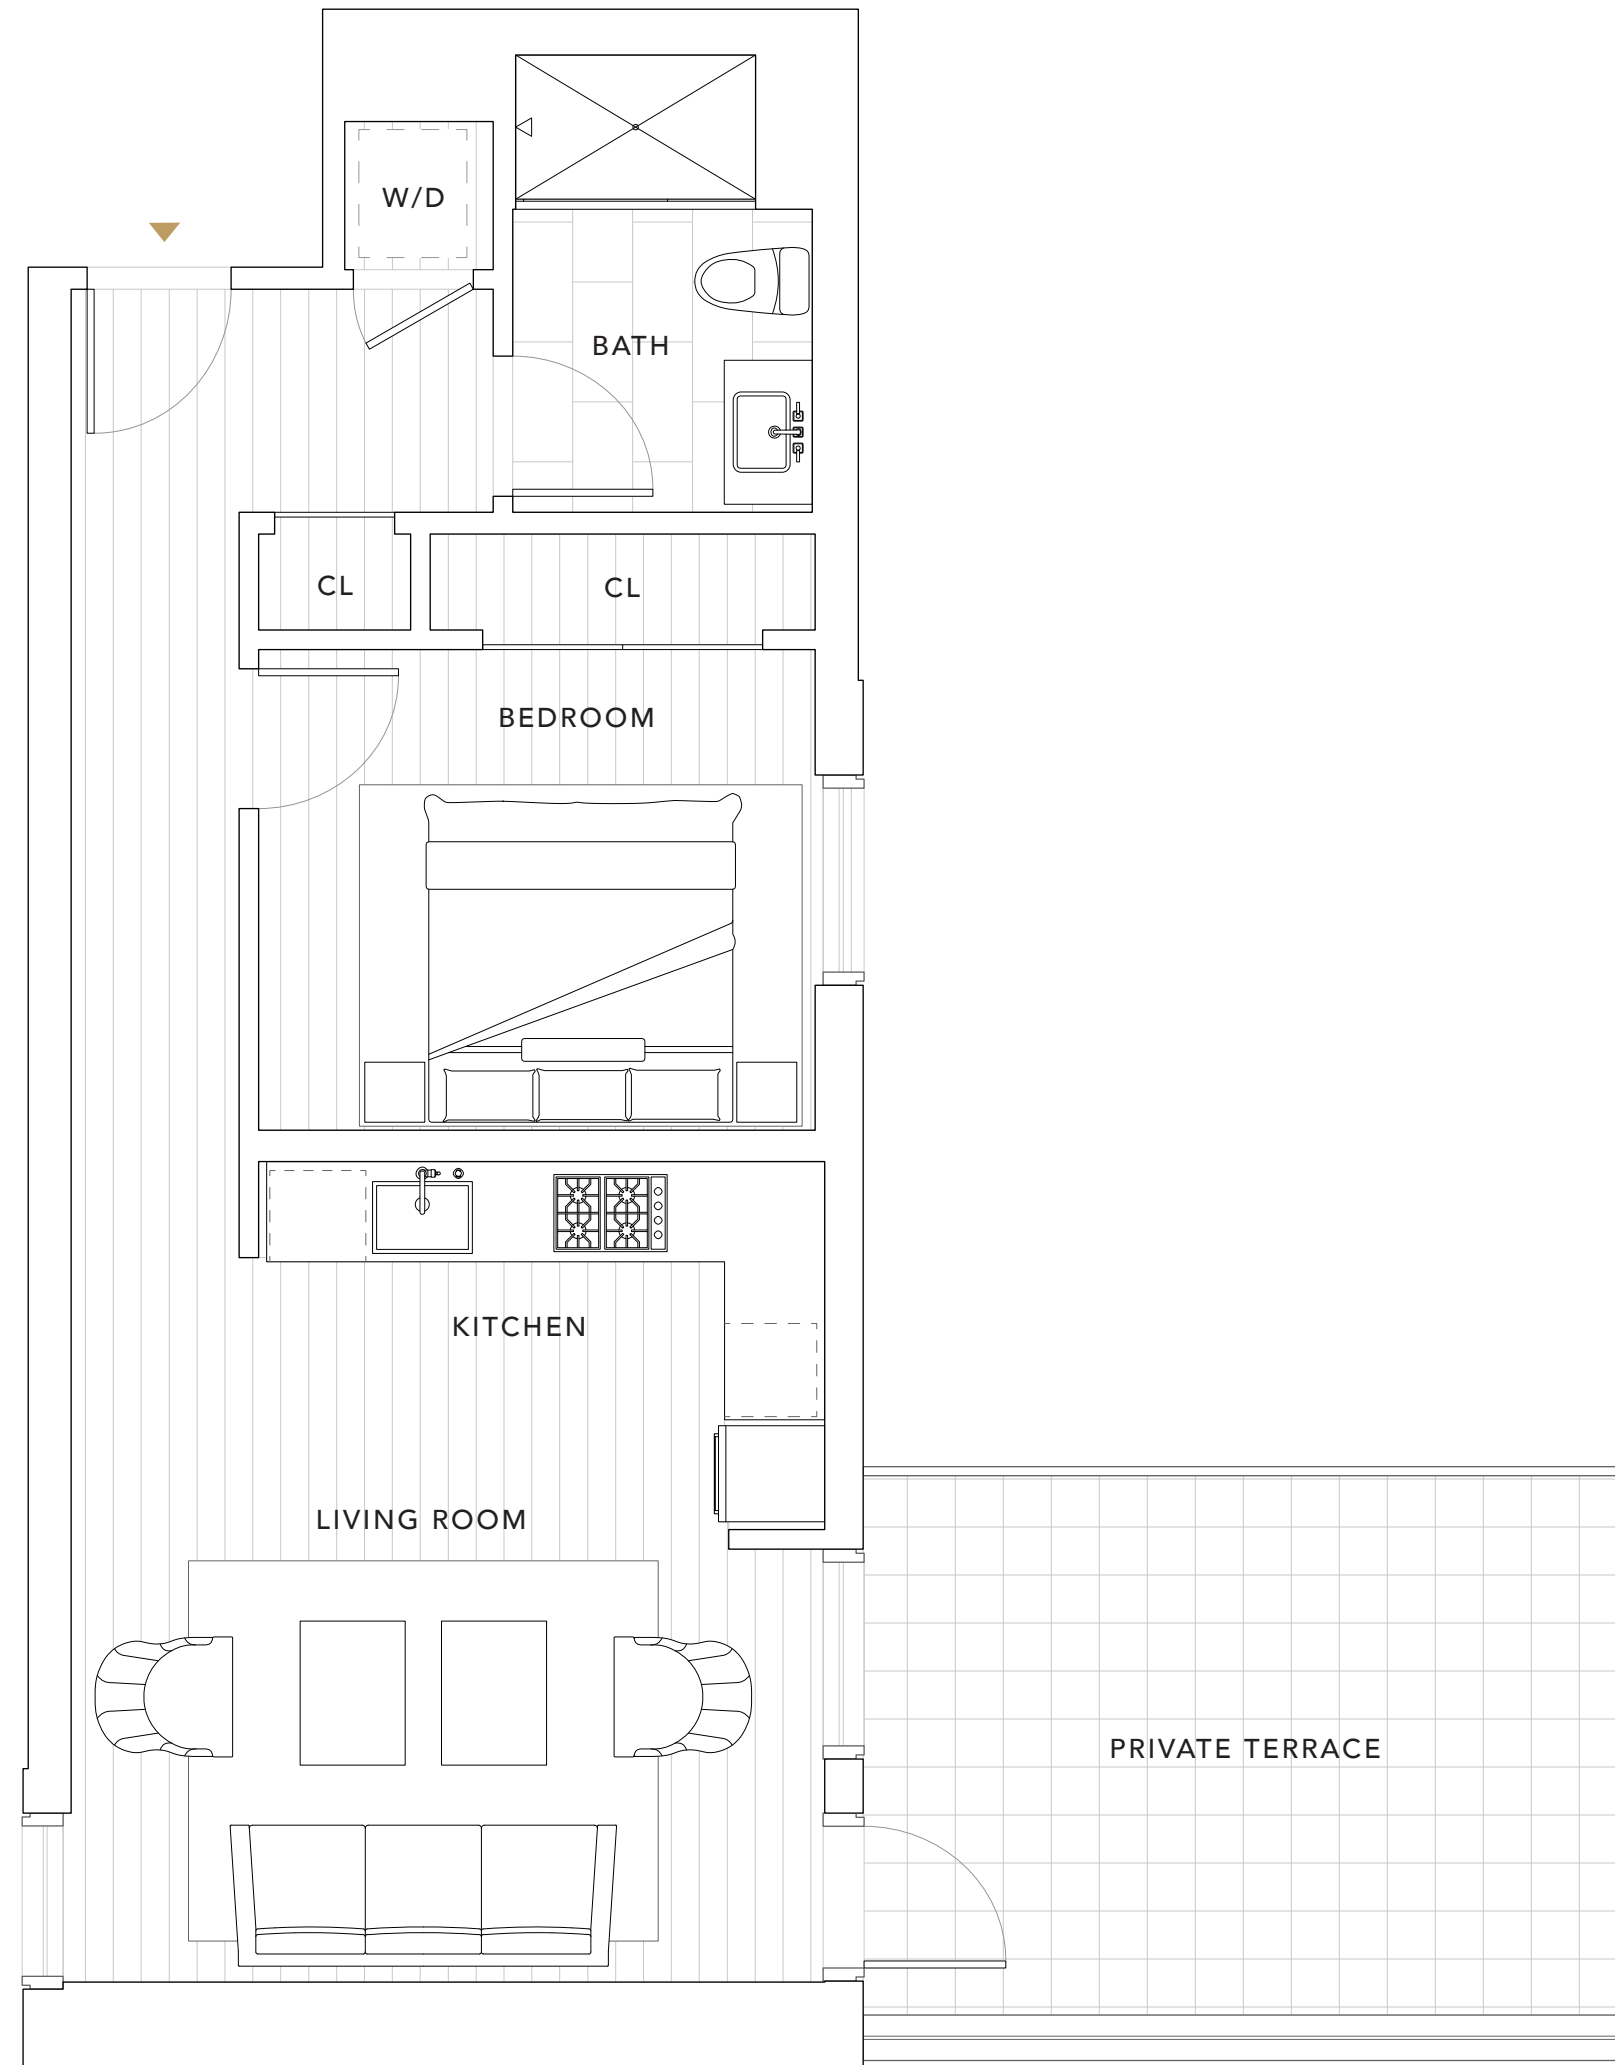 W/D
BATH
CL
CL
BEDROOM
KITCHEN
LIVING ROOM
PRIVATE TERRACE